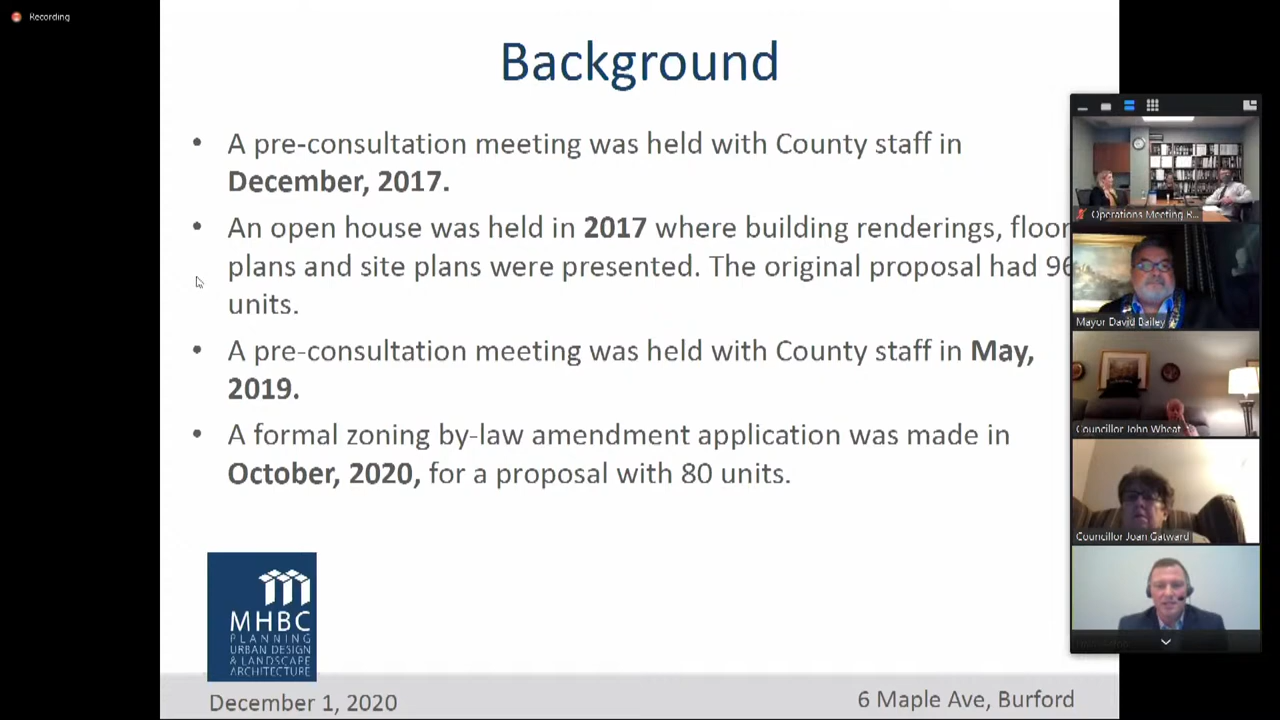 Recording
Background
• A pre-consultation meeting was held with County staff in
December, 2017.
• An open house was held in 2017 where building renderings, floor
plans and site plans were presented. The original proposal had 96
units.
• A pre-consultation meeting was held with County staff in May,
2019.
• A formal zoning by-law amendment application was made in
October, 2020, for a proposal with 80 units.
MHBC
PLANNING
URBAN DESIGN
& LANDSCAPE
ARCHITECTURE
December 1, 2020
6 Maple Ave, Burford
Operations Meeting R...
Mayor David Bailey
Councillor John Wheat
Councillor Joan Gatward